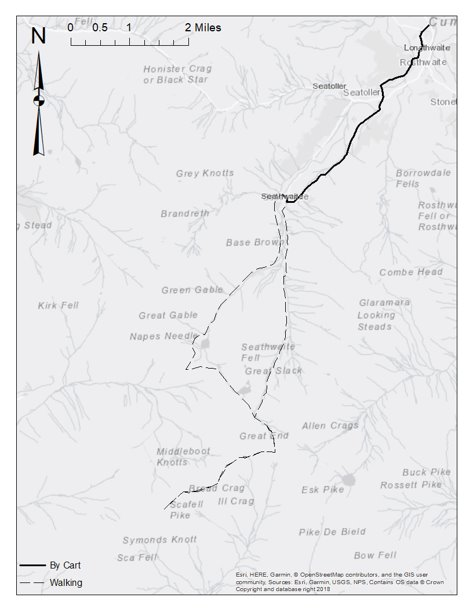 Fell
Cum
N
0 0.5 1 2 Miles
Longthwaite
Rosthwaite
Honister Crag
or Black Star
Seatoller
Seatoller
Stonet
Grey Knotts
Borrowdale
Fells
Seathwaite
Brandreth
Rosthwa
Fell or
Rosthwa
g Stead
Base Brown
Combe Head
Green Gable
Kirk Fell
Great Gable
Glaramara
Looking
Steads
Napes Needle
Seathwaite
Fell
Great Slack
Allen Crags
Great End
Middleboot
Knotts
Buck Pike
Rossett Pike
Broad Crag
Esk Pike
Ill Crag
Scafell
Pike
Pike De Bield
Symonds Knott
Sca Fell
Bow Fell
By Cart
Walking
Esri, HERE, Garmin, © OpenStreetMap contributors, and the GIS user
community, Sources: Esri, Garmin, USGS, NPS, Contains OS data © Crown
Copyright and database right 2018